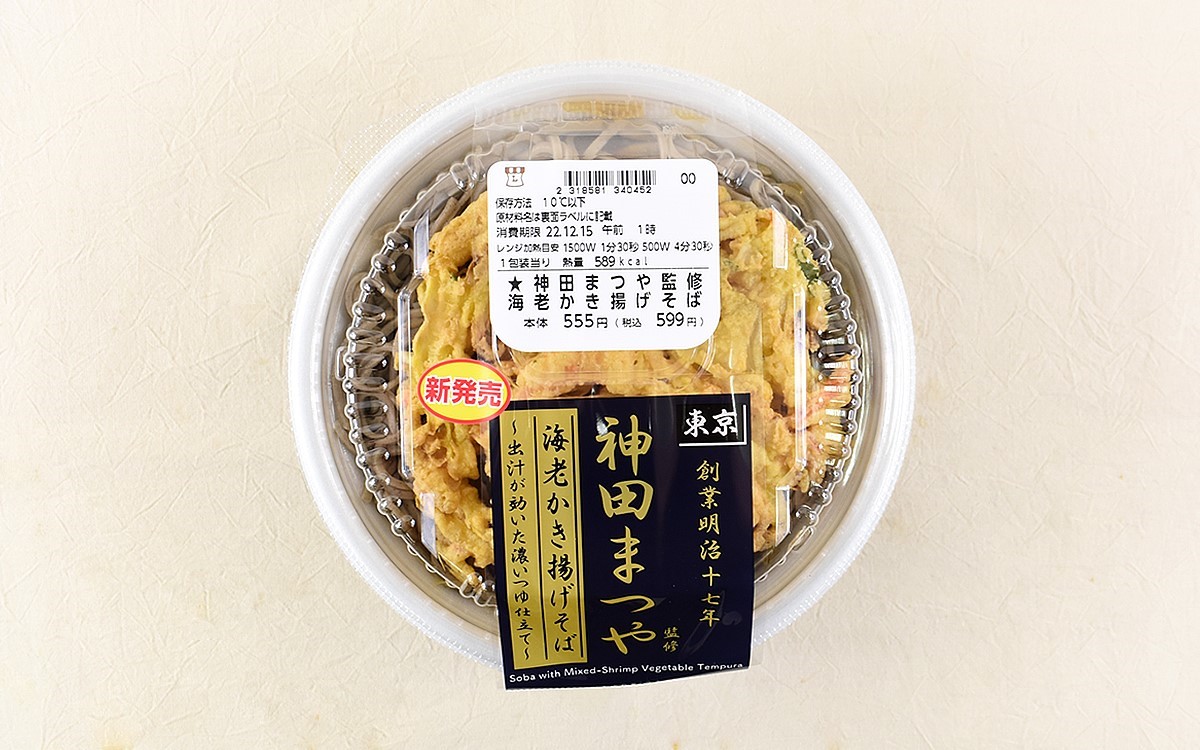 2 318581 340452
00
保存方法 10℃以下
原材料名は裏面ラベルに記載
消費期限 22.12.15 午前 1時
レンジ加熱目安 1500W 1分30秒 500W 4分30秒
1包装当り 熱量 589kcal
★神田まつや監修
海老かき揚げそば
本体 555円(税込 599円)
新発売
東京
創業明治十七年
神田まつや
監修
海老かき揚げそば
~出汁が効いた濃いつゆ仕立て~
Soba with Mixed-Shrimp Vegetable Tempura